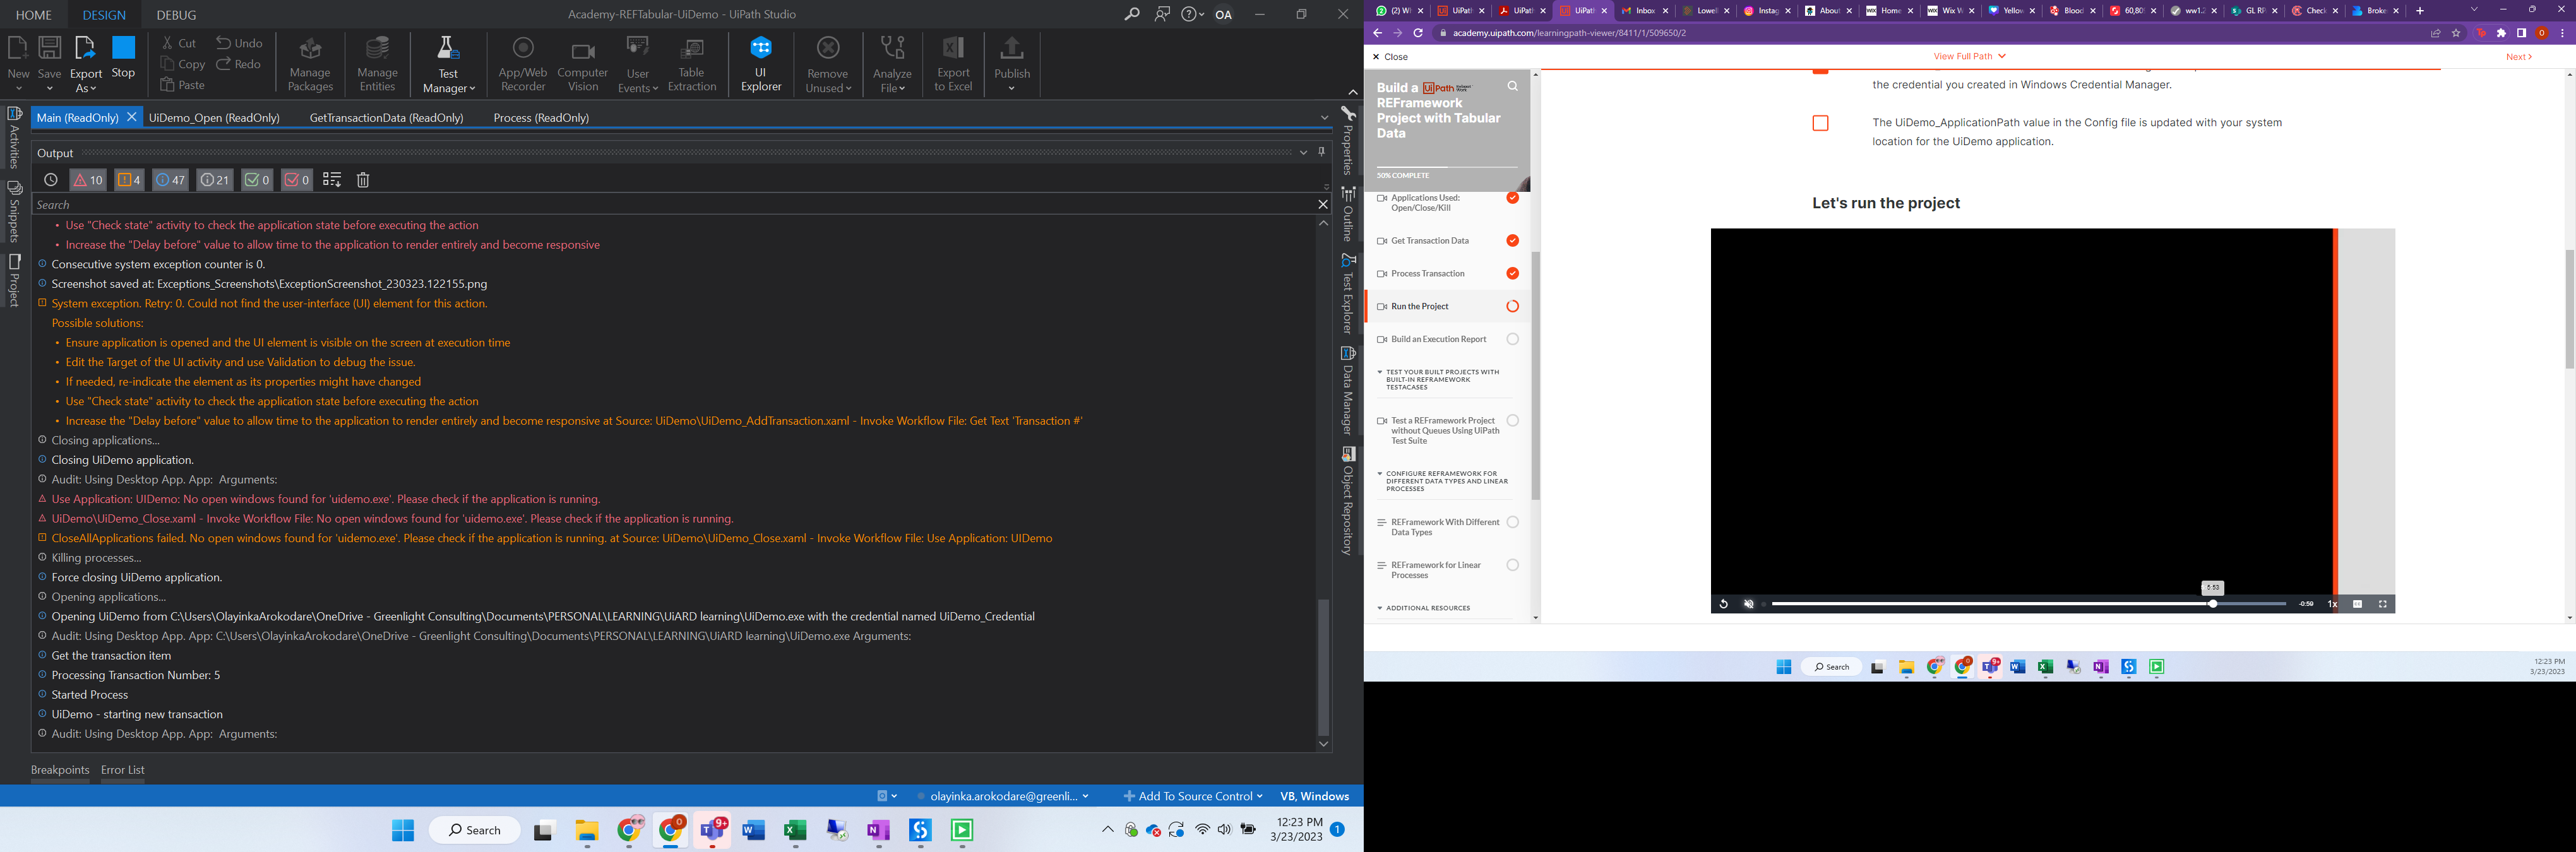 HOME DESIGN DEBUG
Academy-REFTabular-UiDemo - UiPath Studio
OA
New Save Export As Stop
Cut Copy Paste
Undo Redo
Manage Packages
Manage Entities
Test Manager
App/Web Recorder
Computer Vision
User Events
Table Extraction
UI Explorer
Remove Unused
Analyze File
Export to Excel
Publish
Main (ReadOnly) UiDemo_Open (ReadOnly) GetTransactionData (ReadOnly) Process (ReadOnly)
Activities
Snippets
Project
Output
10 4 47 21 0 0
Search
• Use "Check state" activity to check the application state before executing the action
• Increase the "Delay before" value to allow time to the application to render entirely and become responsive
Consecutive system exception counter is 0.
Screenshot saved at: Exceptions_Screenshots\ExceptionScreenshot_230323.122155.png
System exception. Retry: 0. Could not find the user-interface (UI) element for this action.
Possible solutions:
• Ensure application is opened and the UI element is visible on the screen at execution time
• Edit the Target of the UI activity and use Validation to debug the issue.
• If needed, re-indicate the element as its properties might have changed
• Use "Check state" activity to check the application state before executing the action
• Increase the "Delay before" value to allow time to the application to render entirely and become responsive at Source: UiDemo\UiDemo_AddTransaction.xaml - Invoke Workflow File: Get Text 'Transaction #'
Closing applications...
Closing UiDemo application.
Audit: Using Desktop App. App: Arguments:
Use Application: UIDemo: No open windows found for 'uidemo.exe'. Please check if the application is running.
UiDemo\UiDemo_Close.xaml - Invoke Workflow File: No open windows found for 'uidemo.exe'. Please check if the application is running.
CloseAllApplications failed. No open windows found for 'uidemo.exe'. Please check if the application is running. at Source: UiDemo\UiDemo_Close.xaml - Invoke Workflow File: Use Application: UIDemo
Killing processes...
Force closing UiDemo application.
Opening applications...
Opening UiDemo from C:\Users\OlayinkaArokodare\OneDrive - Greenlight Consulting\Documents\PERSONAL\LEARNING\UiARD learning\UiDemo.exe with the credential named UiDemo_Credential
Audit: Using Desktop App. App: C:\Users\OlayinkaArokodare\OneDrive - Greenlight Consulting\Documents\PERSONAL\LEARNING\UiARD learning\UiDemo.exe Arguments:
Get the transaction item
Processing Transaction Number: 5
Started Process
UiDemo - starting new transaction
Audit: Using Desktop App. App: Arguments:
Breakpoints Error List
Properties
Outline
Test Explorer
Data Manager
Object Repository
olayinka.arokodare@greenli... Add To Source Control VB, Windows
Search
9+
12:23 PM
3/23/2023
1
(2) W UiPat UiPat UiPat Inbox Lowel Instag About Home Wix V Yellow Blood 60,80 ww1.2 GL RF Check Broke
academy.uipath.com/learningpath-viewer/8411/1/509650/2
Close
View Full Path
Next
Build a UiPath
REFramework
Project with Tabular
Data
50% COMPLETE
Applications Used:
Open/Close/Kill
Get Transaction Data
Process Transaction
Run the Project
Build an Execution Report
TEST YOUR BUILT PROJECTS WITH
BUILT-IN REFRAMEWORK
TESTACASES
Test a REFramework Project
without Queues Using UiPath
Test Suite
CONFIGURE REFRAMEWORK FOR
DIFFERENT DATA TYPES AND LINEAR
PROCESSES
REFramework With Different
Data Types
REFramework for Linear
Processes
ADDITIONAL RESOURCES
the credential you created in Windows Credential Manager.
The UiDemo_ApplicationPath value in the Config file is updated with your system
location for the UiDemo application.
Let's run the project
5:53
-0:59 1x
Search
9+
12:23 PM
3/23/2023